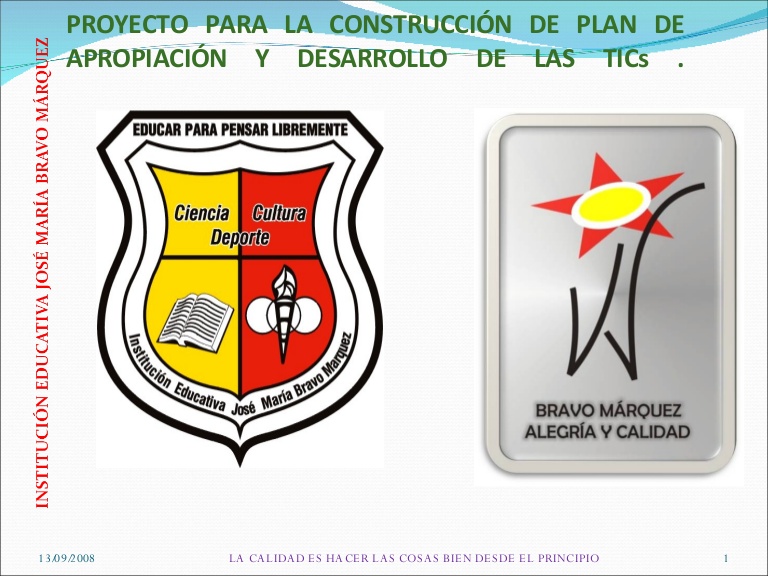 PROYECTO PARA LA CONSTRUCCIÓN DE PLAN DE
APROPIACIÓN Y DESARROLLO DE LAS TICs .
INSTITUCIÓN EDUCATIVA JOSÉ MARÍA BRAVO MÁRQUEZ
EDUCAR PARA PENSAR LIBREMENTE
Ciencia Cultura
Deporte
Institución Educativa José María Bravo Marquez
BRAVO MÁRQUEZ
ALEGRÍA Y CALIDAD
13/09/2008 LA CALIDAD ES HACER LAS COSAS BIEN DESDE EL PRINCIPIO 1